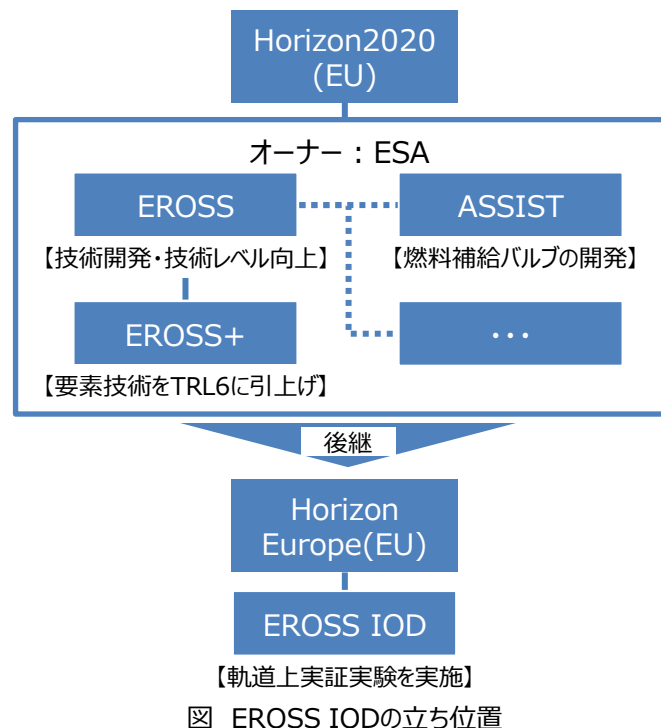 Horizon2020
(EU)
オーナー：ESA
EROSS
ASSIST
【技術開発・技術レベル向上】
【燃料補給バルブの開発】
EROSS+
・・・
【要素技術をTRL6に引上げ】
後継
Horizon
Europe(EU)
EROSS IOD
【軌道上実証実験を実施】
図 EROSS IODの立ち位置